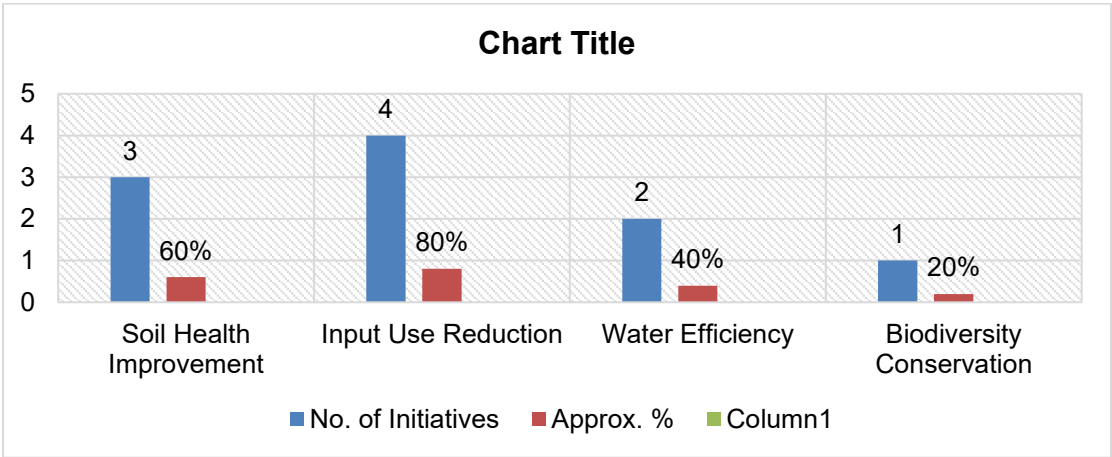 Chart Title
5
4
3
2
1
0
3
60%
4
80%
2
40%
1
20%
Soil Health
Improvement
Input Use Reduction
Water Efficiency
Biodiversity
Conservation
No. of Initiatives
Approx. %
Column1